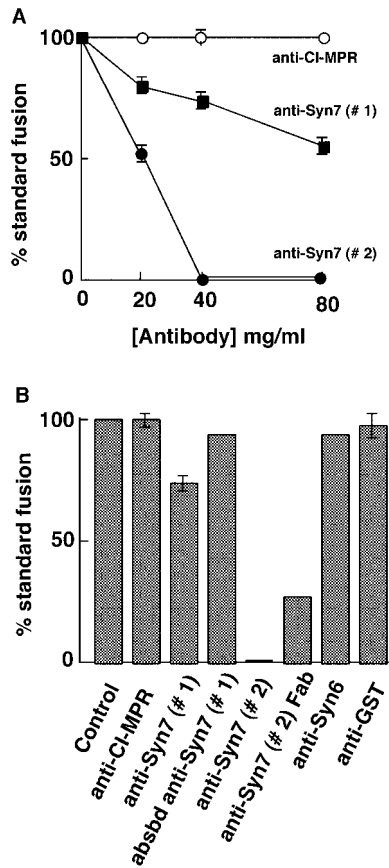 A
% standard fusion
100
50
0
anti-CI-MPR
anti-Syn7 (# 1)
anti-Syn7 (# 2)
0 20 40 80
[Antibody] mg/ml
B
% standard fusion
100
50
0
Control
anti-CI-MPR
anti-Syn7 (# 1)
absbd anti-Syn7 (# 1)
anti-Syn7 (# 2)
anti-Syn7 (# 2) Fab
anti-Syn6
anti-GST